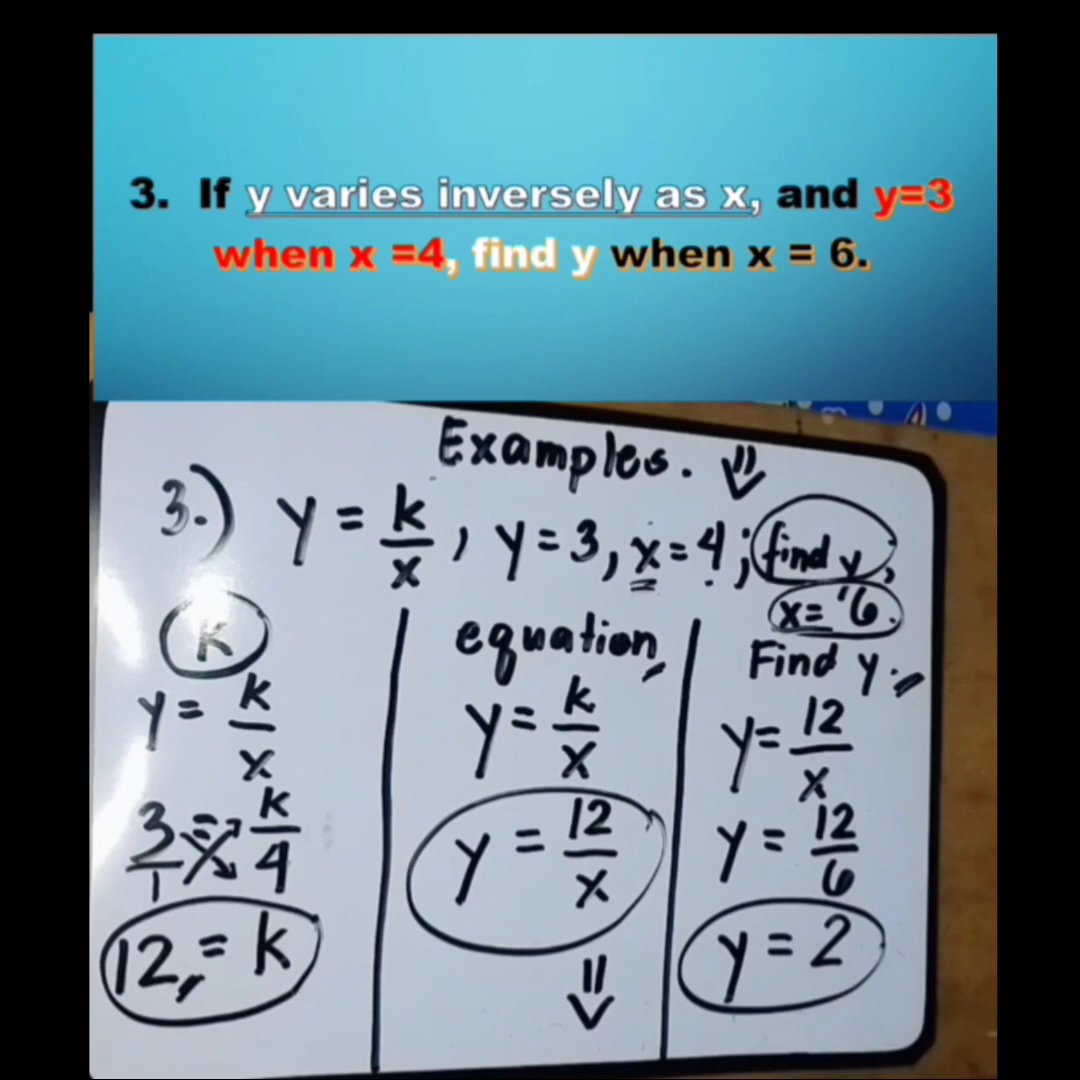 3. If y varies inversely as x, and y=3
when x =4, find y when x = 6.
Examples. ⇓
3.) y = k/x, y = 3, x = 4; find y,
x = 6.
k
y = k/x
3/1 = k/4
12 = k
equation
y = k/x
y = 12/x
⇓
Find y.
y = 12/x
y = 12/6
y = 2